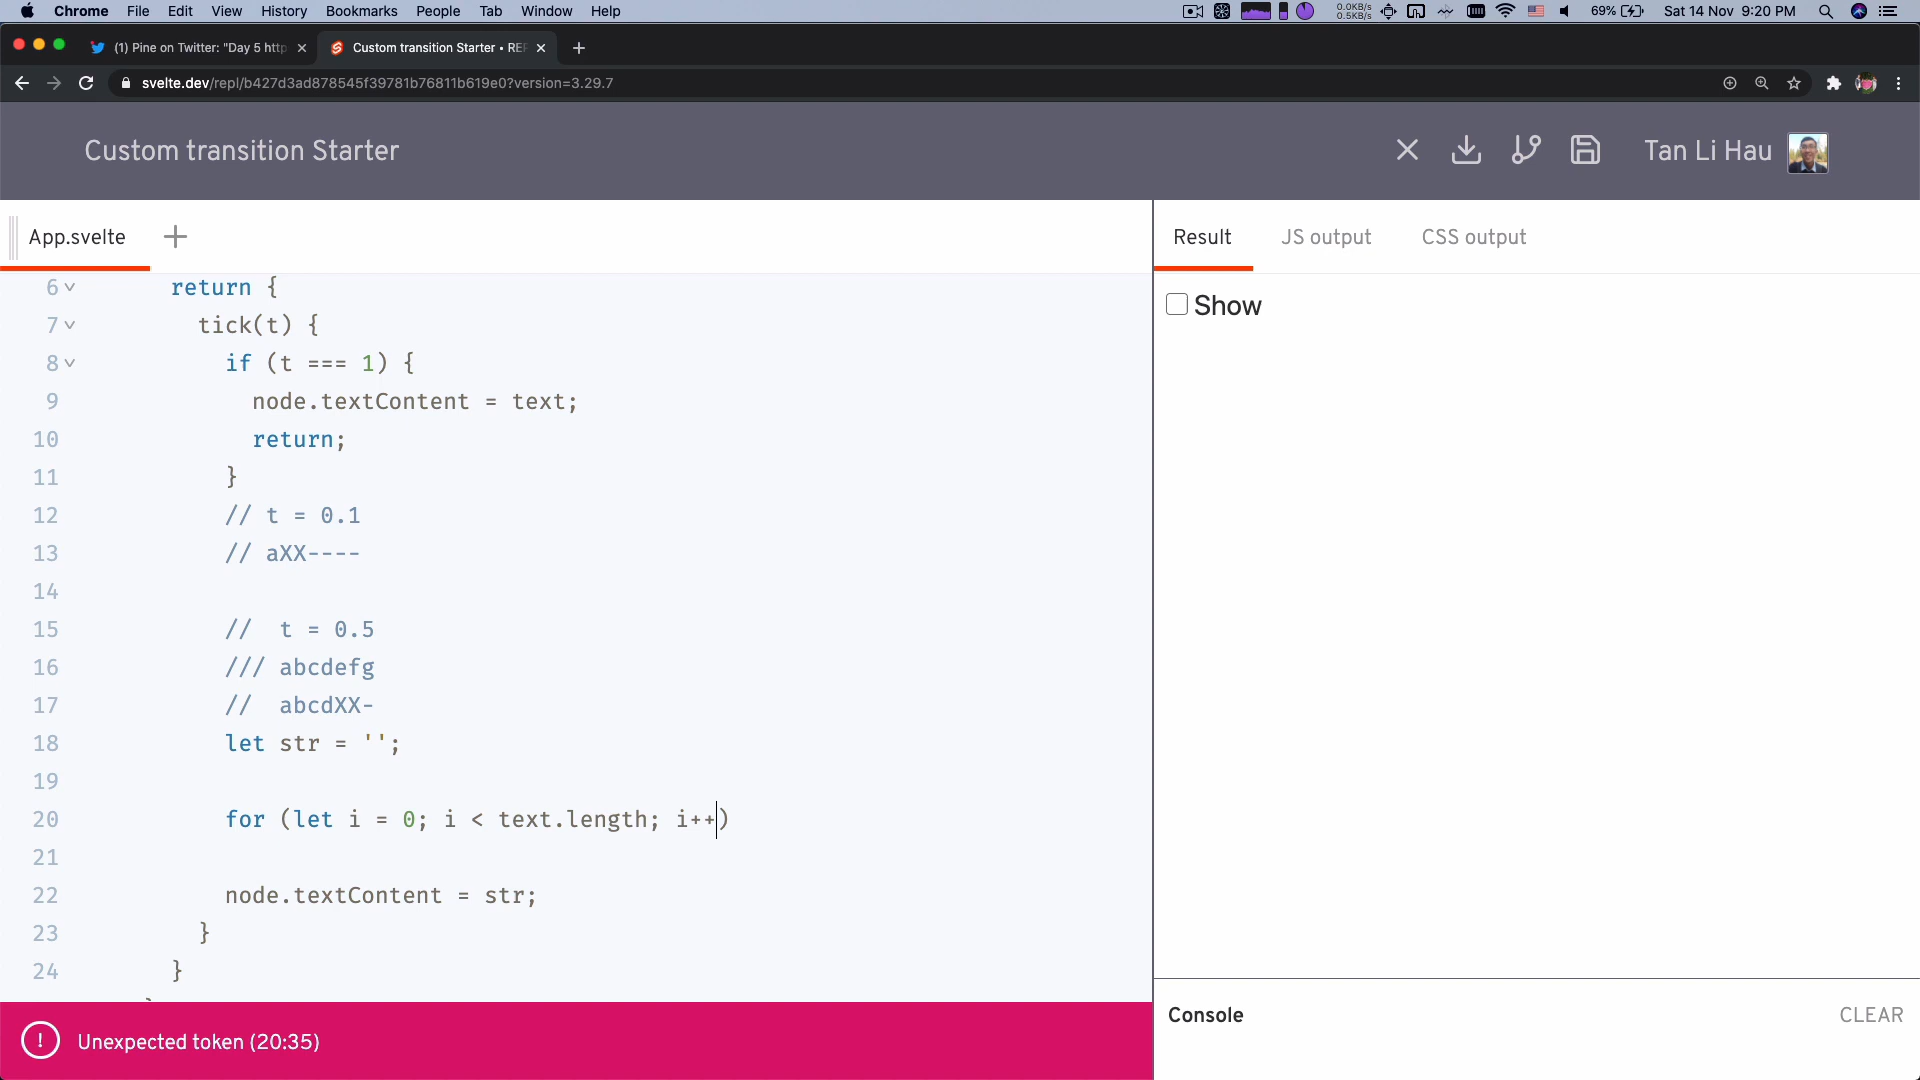 Chrome File Edit View History Bookmarks People Tab Window Help
0.0KB/s
0.5KB/s
69%
Sat 14 Nov 9:20 PM
(1) Pine on Twitter: "Day 5 http
Custom transition Starter • REP
svelte.dev/repl/b427d3ad878545f39781b76811b619e0?version=3.29.7
Custom transition Starter
Tan Li Hau
App.svelte
Result JS output CSS output
6 return {
7 tick(t) {
8 if (t === 1) {
9 node.textContent = text;
10 return;
11 }
12 // t = 0.1
13 // aXX----
14
15 // t = 0.5
16 /// abcdefg
17 // abcdXX-
18 let str = '';
19
20 for (let i = 0; i < text.length; i++)
21
22 node.textContent = str;
23 }
24 }
Show
! Unexpected token (20:35)
Console
CLEAR